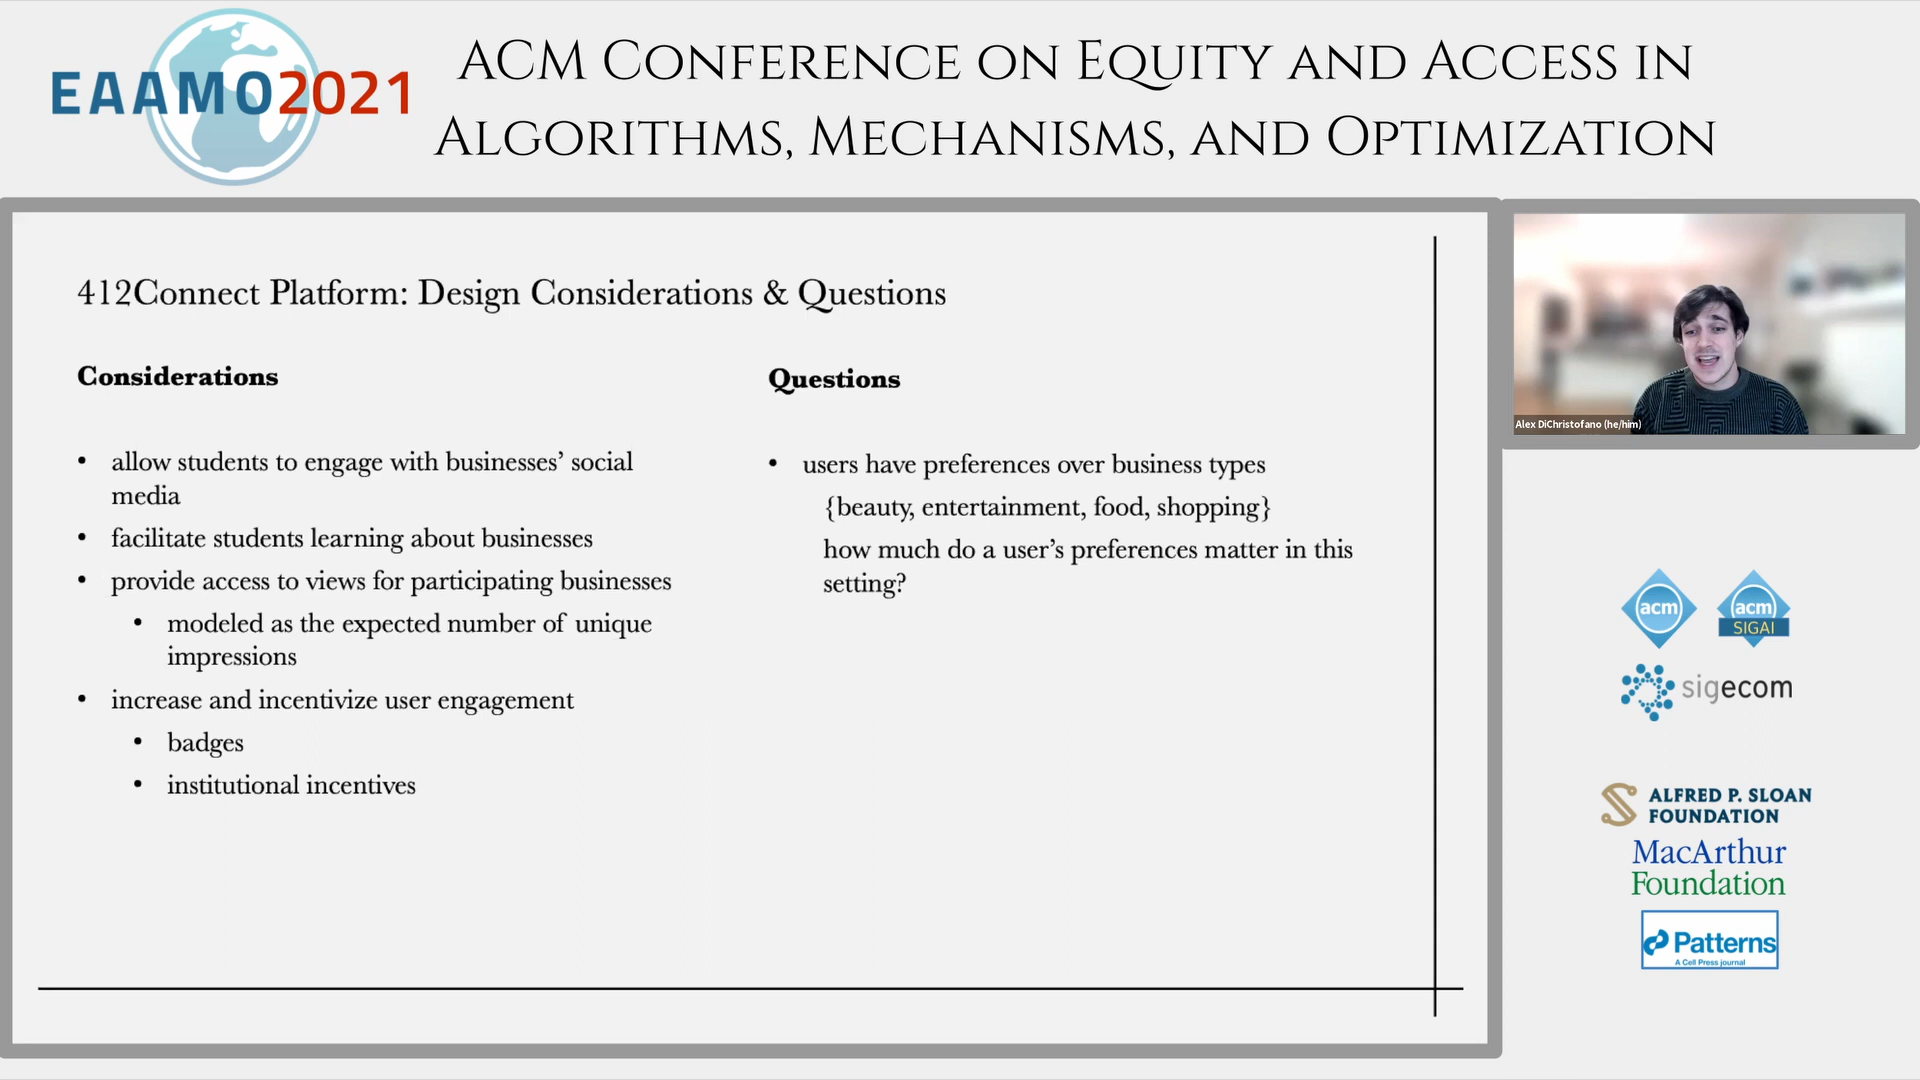 EAAMO2021
ACM Conference on Equity and Access in
Algorithms, Mechanisms, and Optimization
412Connect Platform: Design Considerations & Questions
Considerations
• allow students to engage with businesses’ social
media
• facilitate students learning about businesses
• provide access to views for participating businesses
• modeled as the expected number of unique
impressions
• increase and incentivize user engagement
• badges
• institutional incentives
Questions
• users have preferences over business types
{beauty, entertainment, food, shopping}
how much do a user’s preferences matter in this
setting?
Alex DiChristofano (he/him)
acm
acm
SIGAI
sigecom
ALFRED P. SLOAN
FOUNDATION
MacArthur
Foundation
Patterns
A Cell Press journal